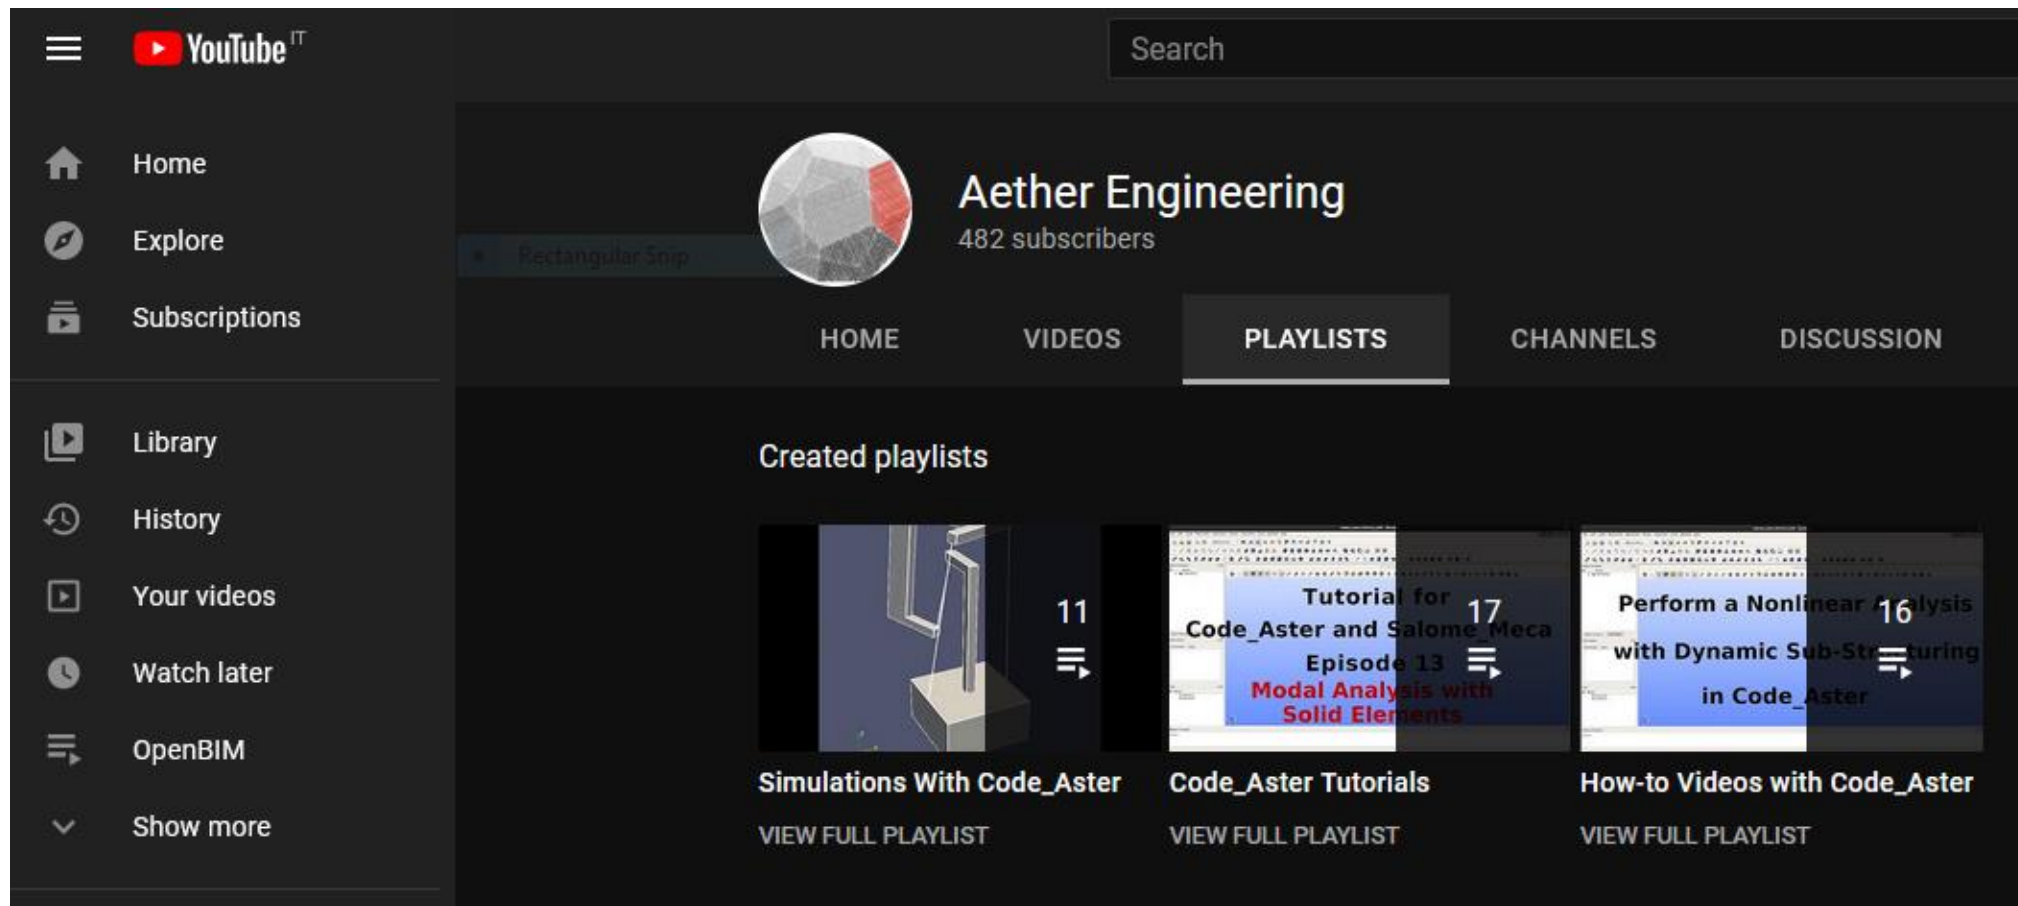 YouTube IT
Search
Home
Explore
Subscriptions
Library
History
Your videos
Watch later
OpenBIM
Show more
Rectangular Snip
Aether Engineering
482 subscribers
HOME VIDEOS PLAYLISTS CHANNELS DISCUSSION
Created playlists
11
Simulations With Code_Aster
VIEW FULL PLAYLIST
Tutorial for
Code_Aster and Salome_Meca
Episode 13
Modal Analysis with
Solid Elements
17
Code_Aster Tutorials
VIEW FULL PLAYLIST
Perform a Nonlinear Analysis
with Dynamic Sub-Structuring
in Code_Aster
16
How-to Videos with Code_Aster
VIEW FULL PLAYLIST